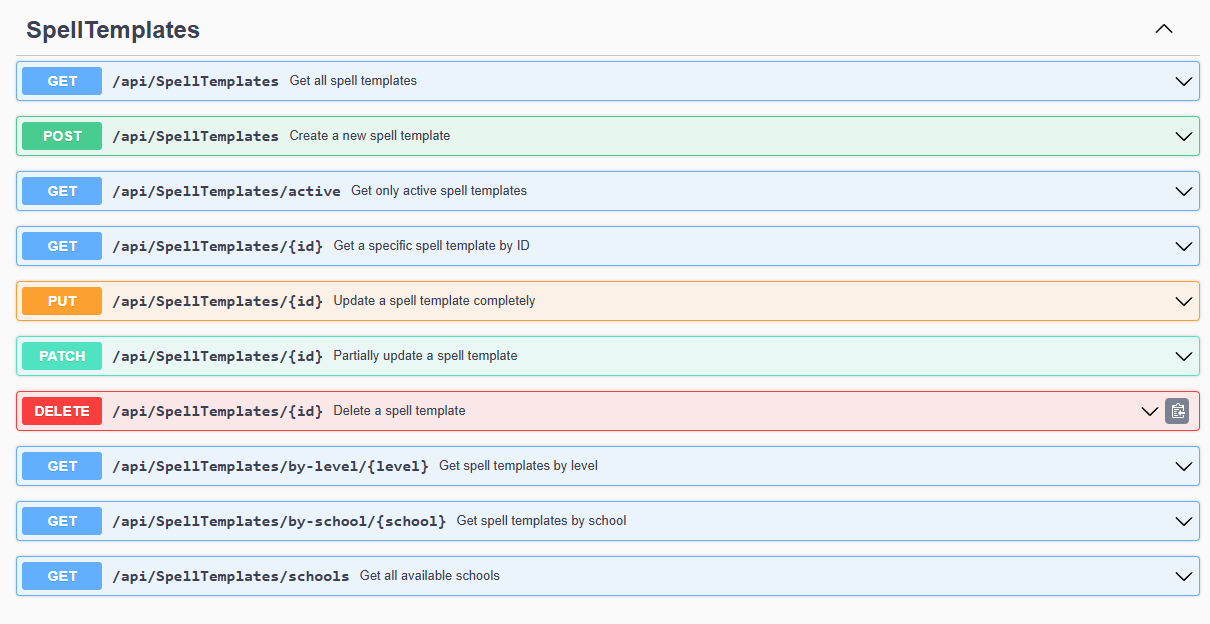 SpellTemplates
GET /api/SpellTemplates Get all spell templates
POST /api/SpellTemplates Create a new spell template
GET /api/SpellTemplates/active Get only active spell templates
GET /api/SpellTemplates/{id} Get a specific spell template by ID
PUT /api/SpellTemplates/{id} Update a spell template completely
PATCH /api/SpellTemplates/{id} Partially update a spell template
DELETE /api/SpellTemplates/{id} Delete a spell template
GET /api/SpellTemplates/by-level/{level} Get spell templates by level
GET /api/SpellTemplates/by-school/{school} Get spell templates by school
GET /api/SpellTemplates/schools Get all available schools